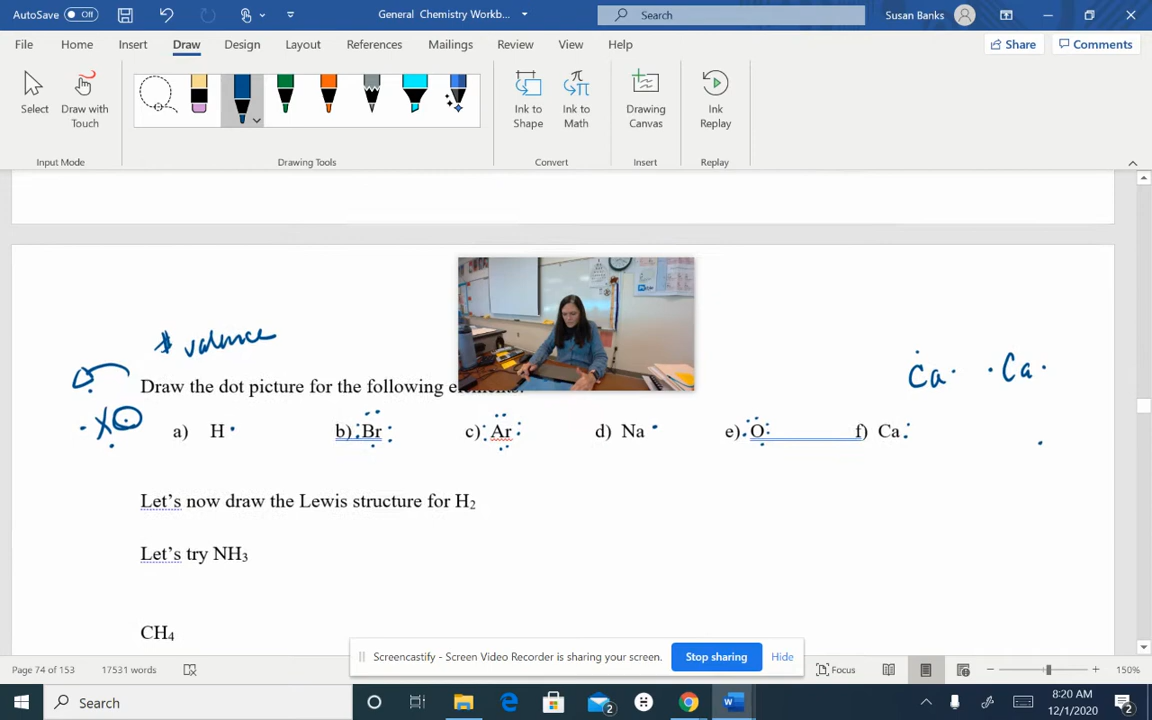 AutoSave Off General Chemistry Workb... Search Susan Banks
File Home Insert Draw Design Layout References Mailings Review View Help Share Comments
Select Draw with Touch Ink to Shape Ink to Math Drawing Canvas Ink Replay
Input Mode Drawing Tools Convert Insert Replay
# valence
Draw the dot picture for the following elements.
Ca Ca
X
a) H b) Br c) Ar d) Na e) O f) Ca
Let's now draw the Lewis structure for H₂
Let's try NH₃
CH₄
Screencastify - Screen Video Recorder is sharing your screen. Stop sharing Hide
Page 74 of 153 17531 words Focus 150%
Search 2 8:20 AM
12/1/2020 2